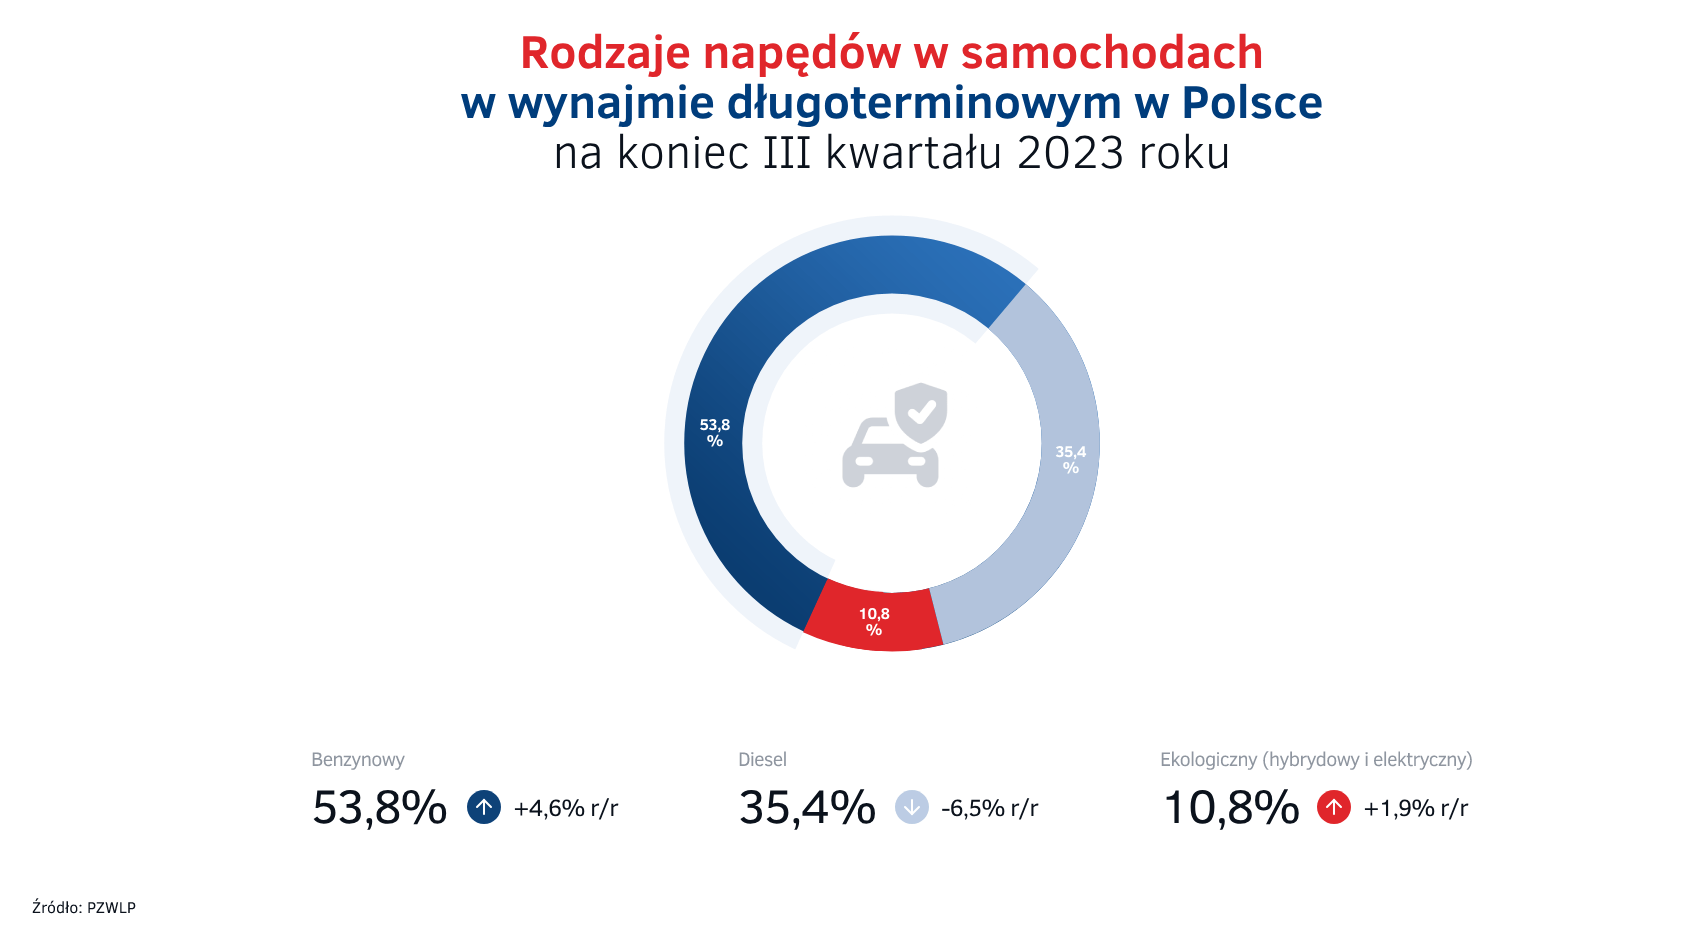 Rodzaje napędów w samochodach
w wynajmie długoterminowym w Polsce
na koniec III kwartału 2023 roku
53,8
%
35,4
%
10,8
%
Benzynowy
53,8% +4,6% r/r
Diesel
35,4% -6,5% r/r
Ekologiczny (hybrydowy i elektryczny)
10,8% +1,9% r/r
Źródło: PZWLP